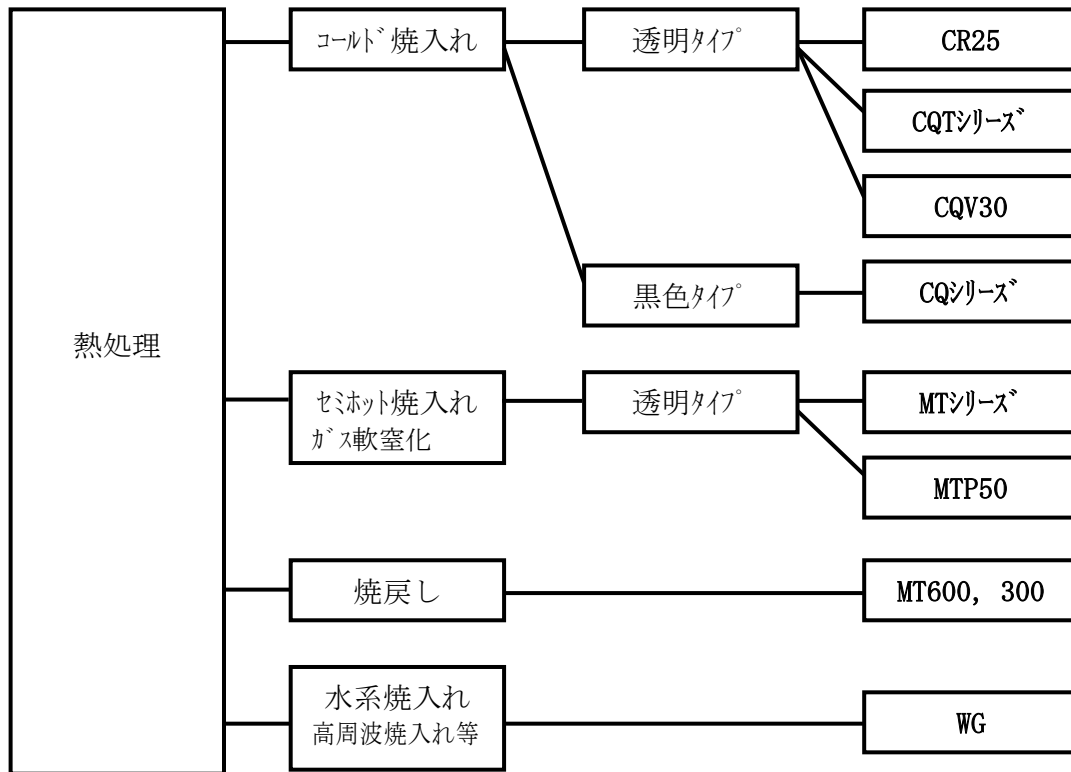 熱処理
ｺｰﾙﾄﾞ焼入れ
透明ﾀｲﾌﾟ
CR25
CQTｼﾘｰｽﾞ
CQV30
黒色ﾀｲﾌﾟ
CQｼﾘｰｽﾞ
ｾﾐﾎｯﾄ焼入れ
ｶﾞｽ軟窒化
透明ﾀｲﾌﾟ
MTｼﾘｰｽﾞ
MTP50
焼戻し
MT600, 300
水系焼入れ
高周波焼入れ等
WG